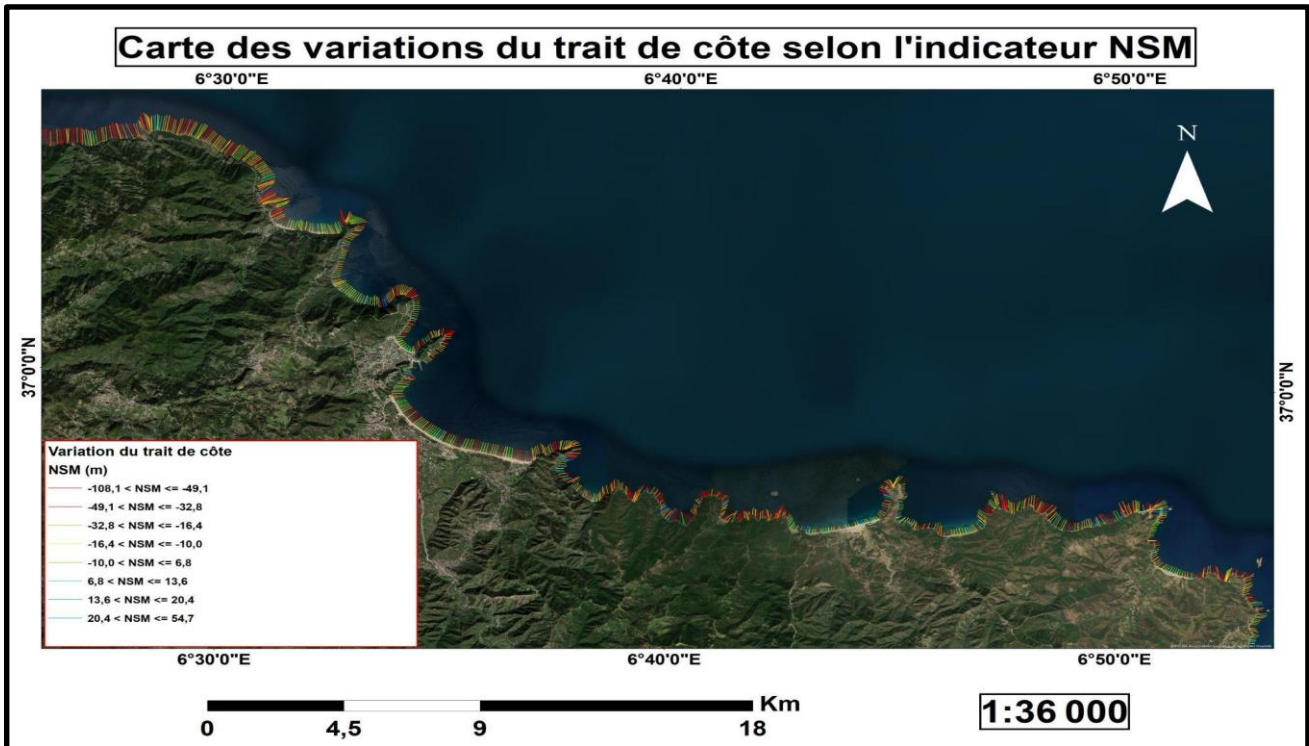 Carte des variations du trait de côte selon l'indicateur NSM
6°30'0"E 6°40'0"E 6°50'0"E
N
37°0'0"N 37°0'0"N
Variation du trait de côte
NSM (m)
-108,1 < NSM <= -49,1
-49,1 < NSM <= -32,8
-32,8 < NSM <= -16,4
-16,4 < NSM <= -10,0
-10,0 < NSM <= 6,8
6,8 < NSM <= 13,6
13,6 < NSM <= 20,4
20,4 < NSM <= 54,7
6°30'0"E 6°40'0"E 6°50'0"E
Km
0 4,5 9 18
1:36 000